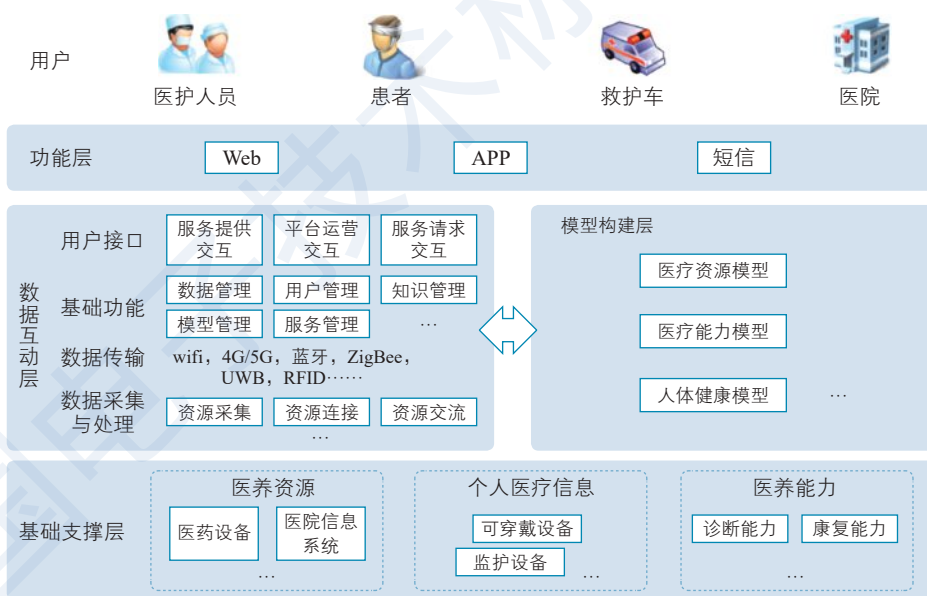 用户
医护人员
患者
救护车
医院
功能层
Web
APP
短信
数据互动层
用户接口
服务提供
交互
平台运营
交互
服务请求
交互
基础功能
数据管理
用户管理
知识管理
模型管理
服务管理
…
数据传输
wifi，4G/5G，蓝牙，ZigBee，
UWB，RFID……
数据采集
与处理
资源采集
资源连接
资源交流
…
模型构建层
医疗资源模型
医疗能力模型
人体健康模型
…
基础支撑层
医养资源
医药设备
医院信息
系统
…
个人医疗信息
可穿戴设备
监护设备
…
医养能力
诊断能力
康复能力
…